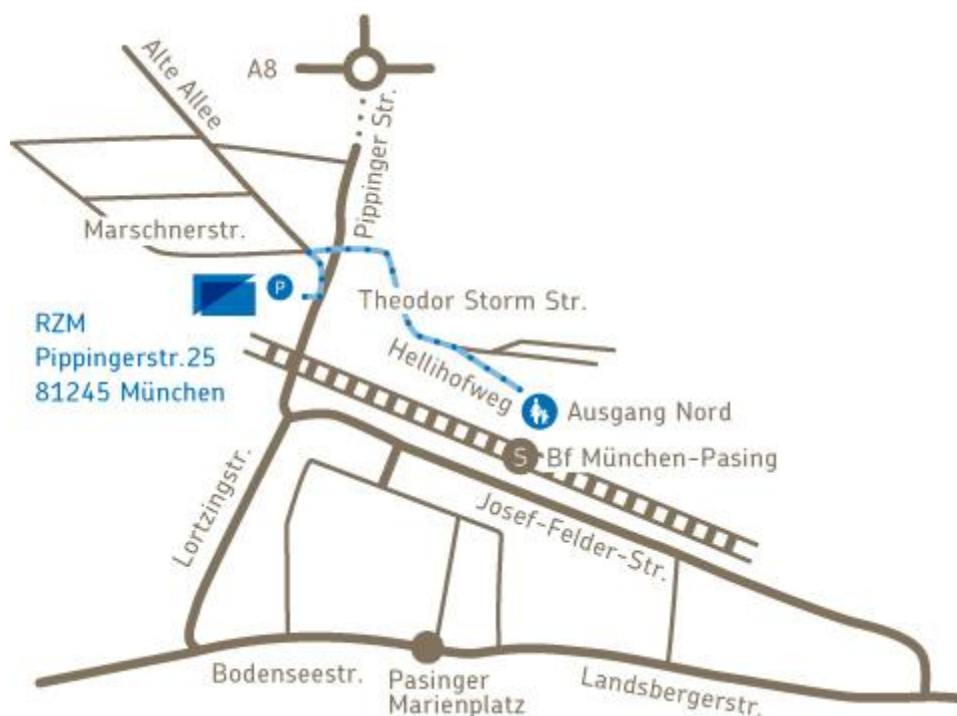 A8
Alte Allee
Pippinger Str.
Marschnerstr.
P
Theodor Storm Str.
RZM
Pippingerstr.25
81245 München
Hellihofweg
Ausgang Nord
S
Bf München-Pasing
Lortzingstr.
Josef-Felder-Str.
Bodenseestr.
Pasinger
Marienplatz
Landsbergerstr.